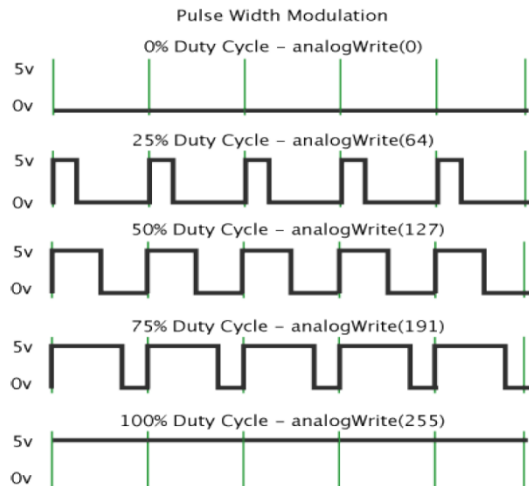 Pulse Width Modulation
0% Duty Cycle – analogWrite(0)
5v
0v
25% Duty Cycle – analogWrite(64)
5v
0v
50% Duty Cycle – analogWrite(127)
5v
0v
75% Duty Cycle – analogWrite(191)
5v
0v
100% Duty Cycle – analogWrite(255)
5v
0v